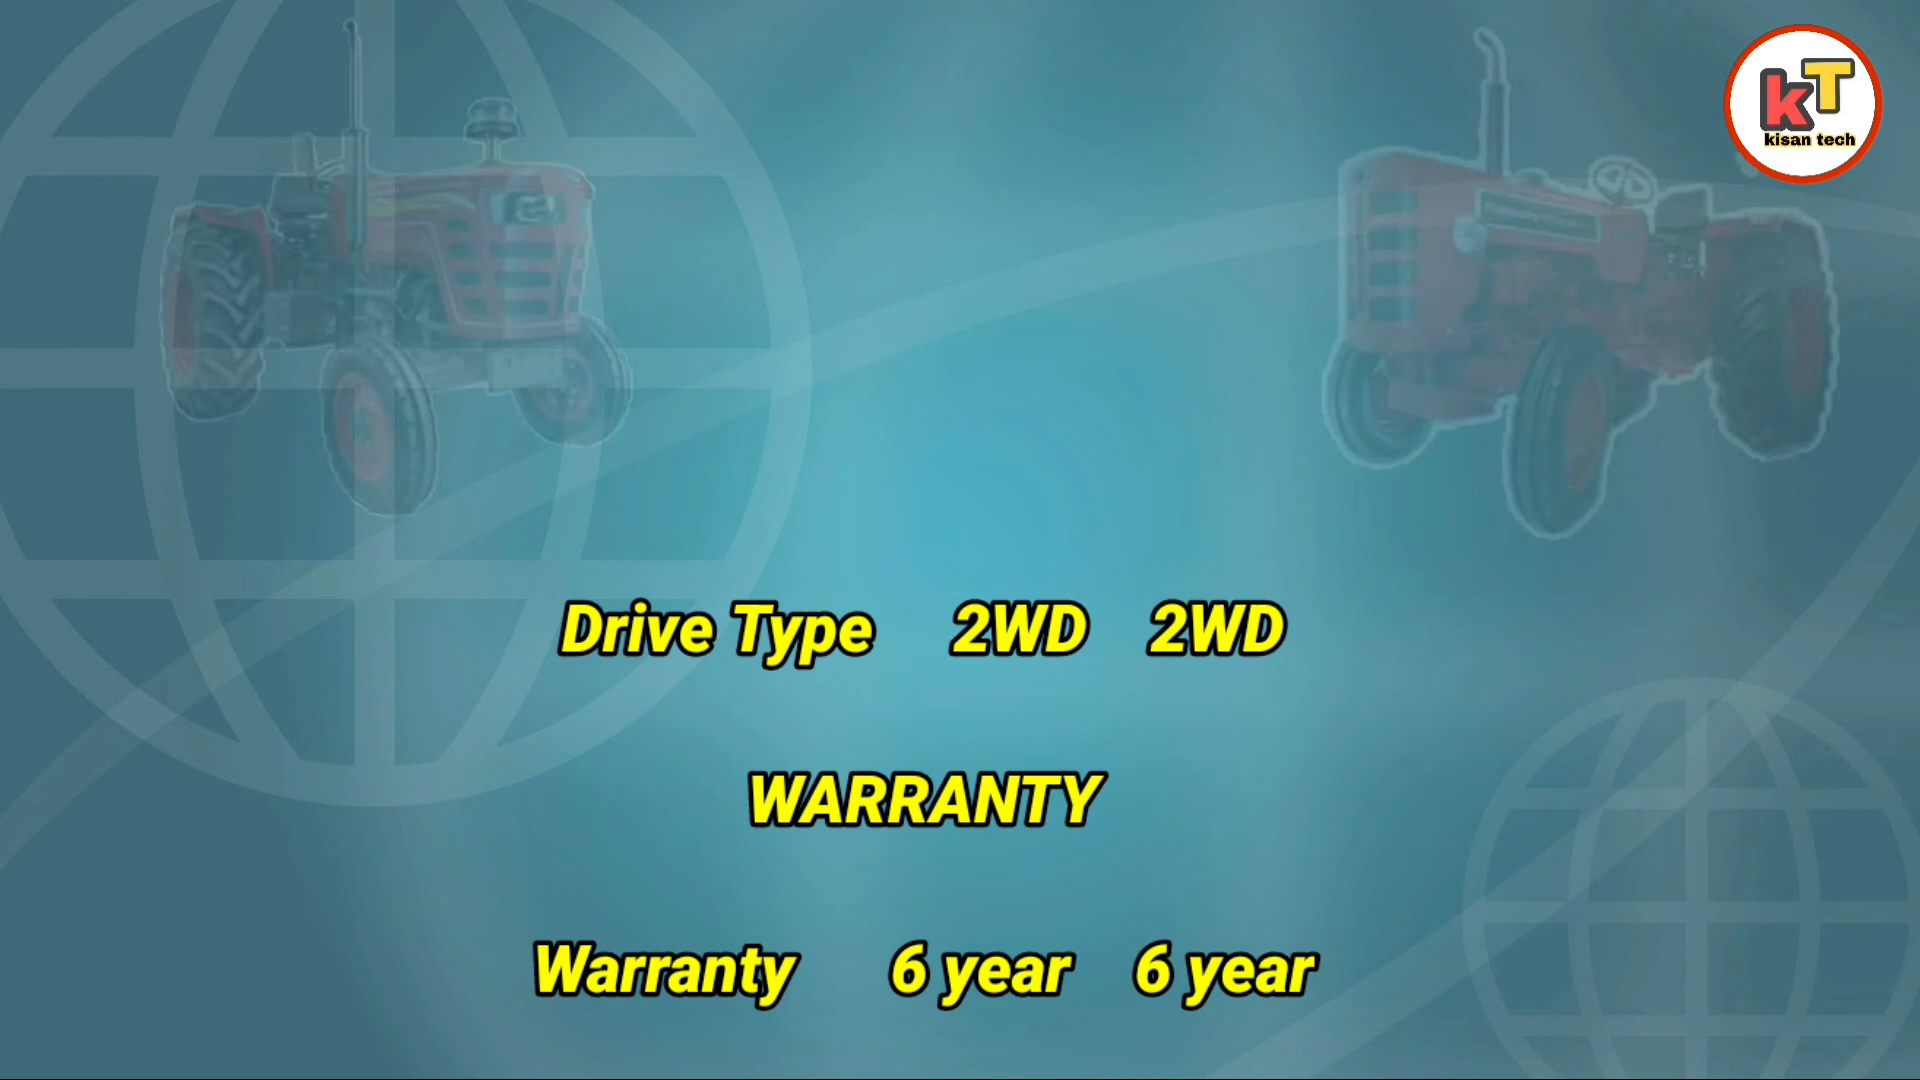 kT
kisan tech
Drive Type 2WD 2WD
WARRANTY
Warranty 6 year 6 year